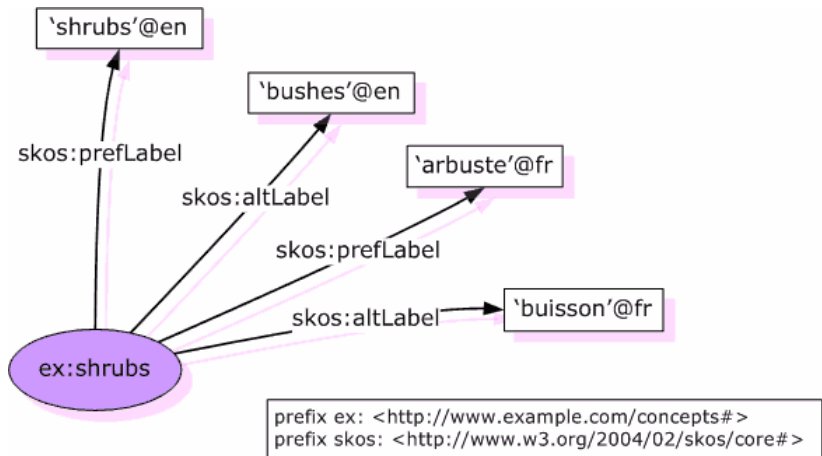 ‘shrubs’@en
‘bushes’@en
skos:prefLabel
‘arbuste’@fr
skos:altLabel
skos:prefLabel
‘buisson’@fr
skos:altLabel
ex:shrubs
prefix ex: <http://www.example.com/concepts#>
prefix skos: <http://www.w3.org/2004/02/skos/core#>